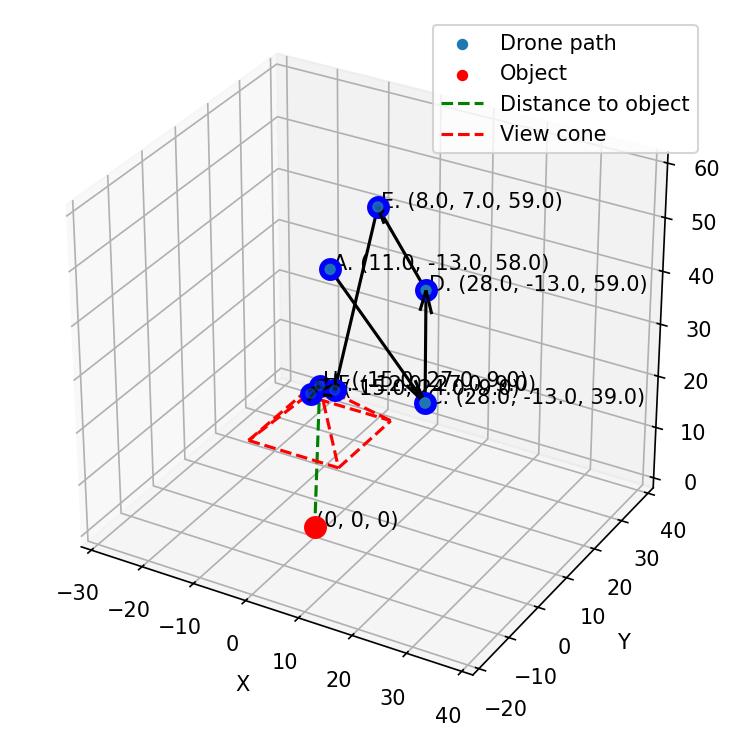 Drone path
Object
Distance to object
View cone
E. (8.0, 7.0, 59.0)
A. (11.0, -13.0, 58.0)
D. (28.0, -13.0, 59.0)
(28.0, -13.0, 39.0)
(0, 0, 0)
60
50
40
30
20
10
0
−30
−20
−10
0
10
20
30
40
X
40
30
20
10
0
−10
−20
Y